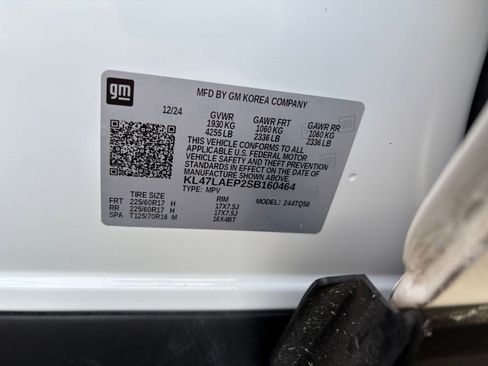 gm
MFD BY GM KOREA COMPANY
12/24 GVWR GAWR FRT GAWR RR
1930 KG 1060 KG 1060 KG
4255 LB 2336 LB 2336 LB
THIS VEHICLE CONFORMS TO ALL
APPLICABLE U.S. FEDERAL MOTOR
VEHICLE SAFETY AND THEFT PREVENTION
STANDARDS IN EFFECT ON THE DATE OF
MANUFACTURE SHOWN ABOVE.
KL47LAEP2SB160464
TYPE: MPV MODEL: 244TQ58
TIRE SIZE RIM
FRT 225/60R17 H 17X7.5J
RR 225/60R17 H 17X7.5J
SPA T125/70R16 M 16X4BT